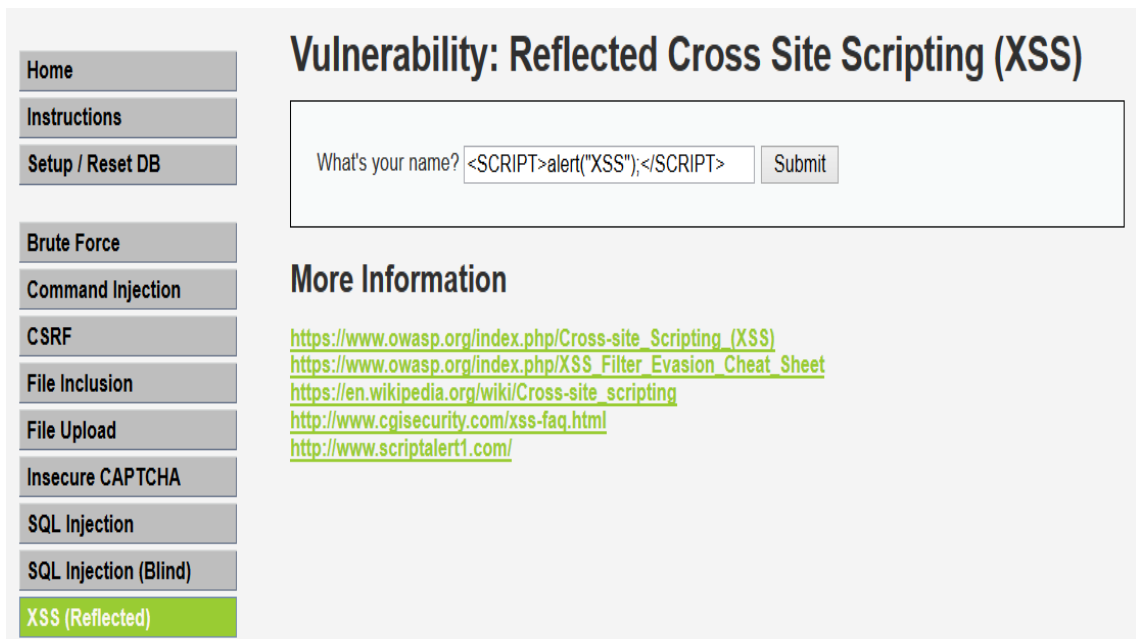 Home
Instructions
Setup / Reset DB
Brute Force
Command Injection
CSRF
File Inclusion
File Upload
Insecure CAPTCHA
SQL Injection
SQL Injection (Blind)
XSS (Reflected)
Vulnerability: Reflected Cross Site Scripting (XSS)
What's your name? <SCRIPT>alert("XSS");</SCRIPT> Submit
More Information
https://www.owasp.org/index.php/Cross-site_Scripting_(XSS)
https://www.owasp.org/index.php/XSS_Filter_Evasion_Cheat_Sheet
https://en.wikipedia.org/wiki/Cross-site_scripting
http://www.cgisecurity.com/xss-faq.html
http://www.scriptalert1.com/